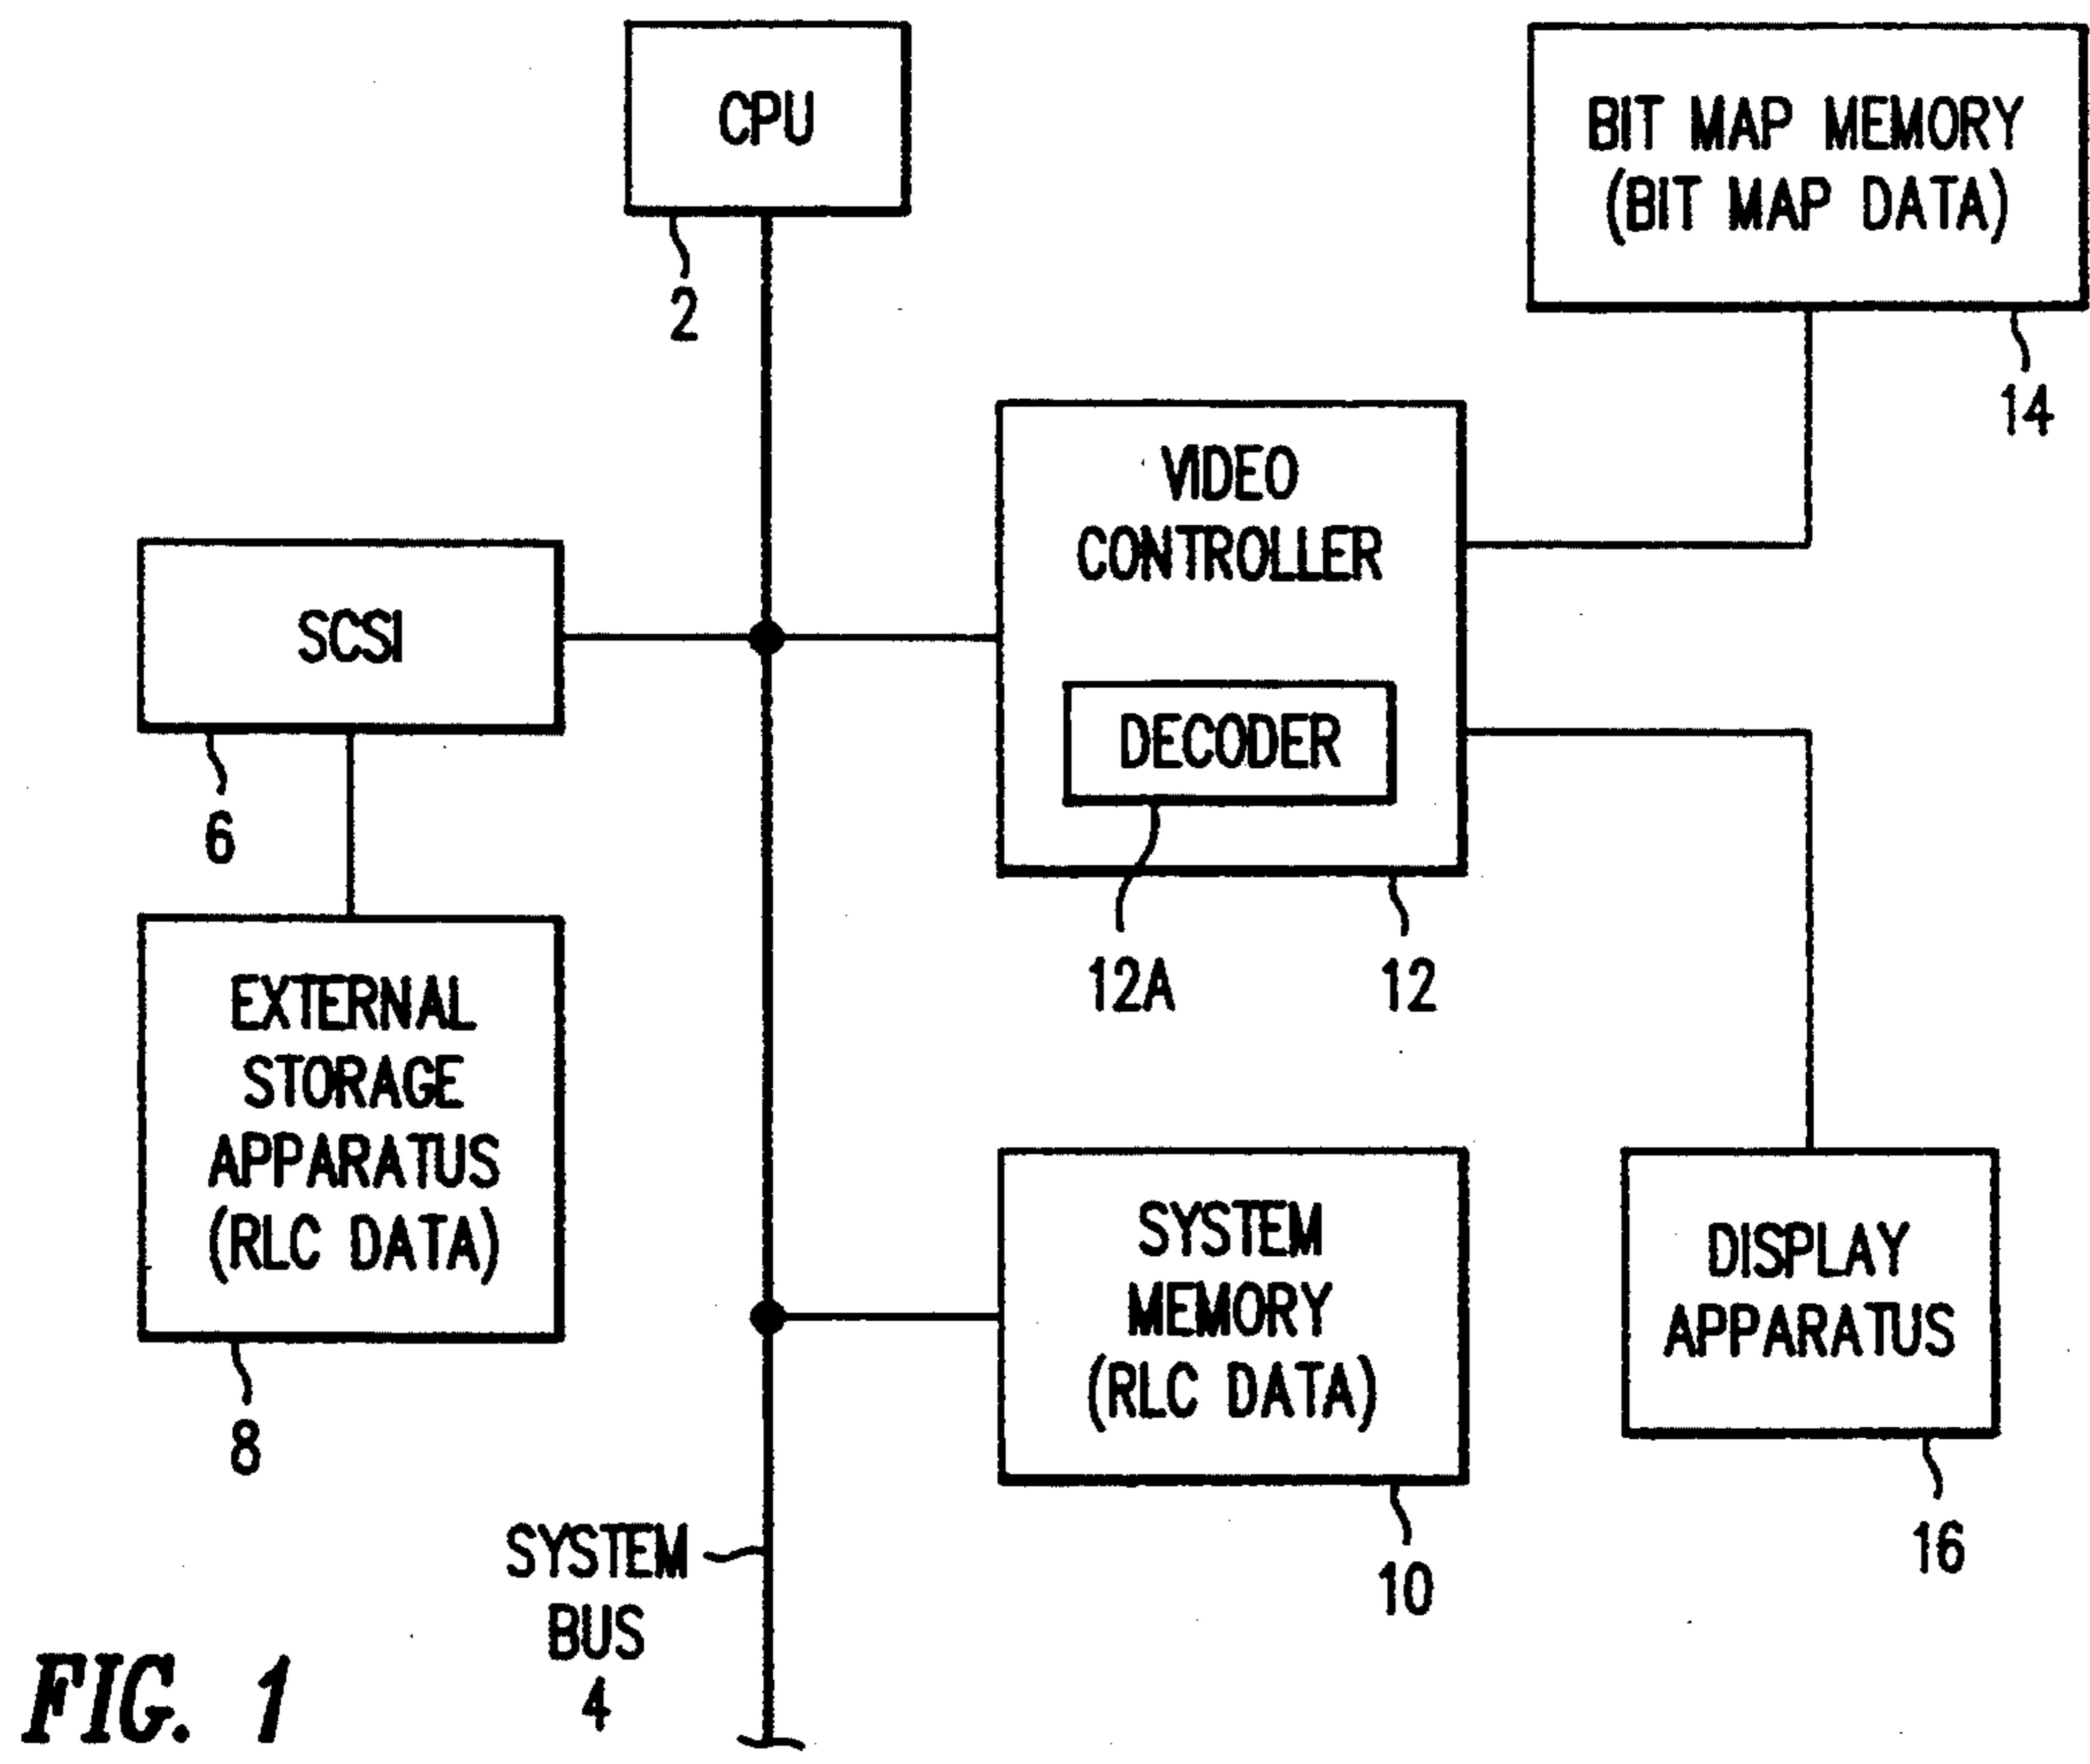 CPU
2
BIT MAP MEMORY
(BIT MAP DATA)
14
VIDEO
CONTROLLER
DECODER
12A
12
SCSI
6
EXTERNAL
STORAGE
APPARATUS
(RLC DATA)
8
SYSTEM
MEMORY
(RLC DATA)
10
DISPLAY
APPARATUS
16
SYSTEM
BUS
4
FIG. 1